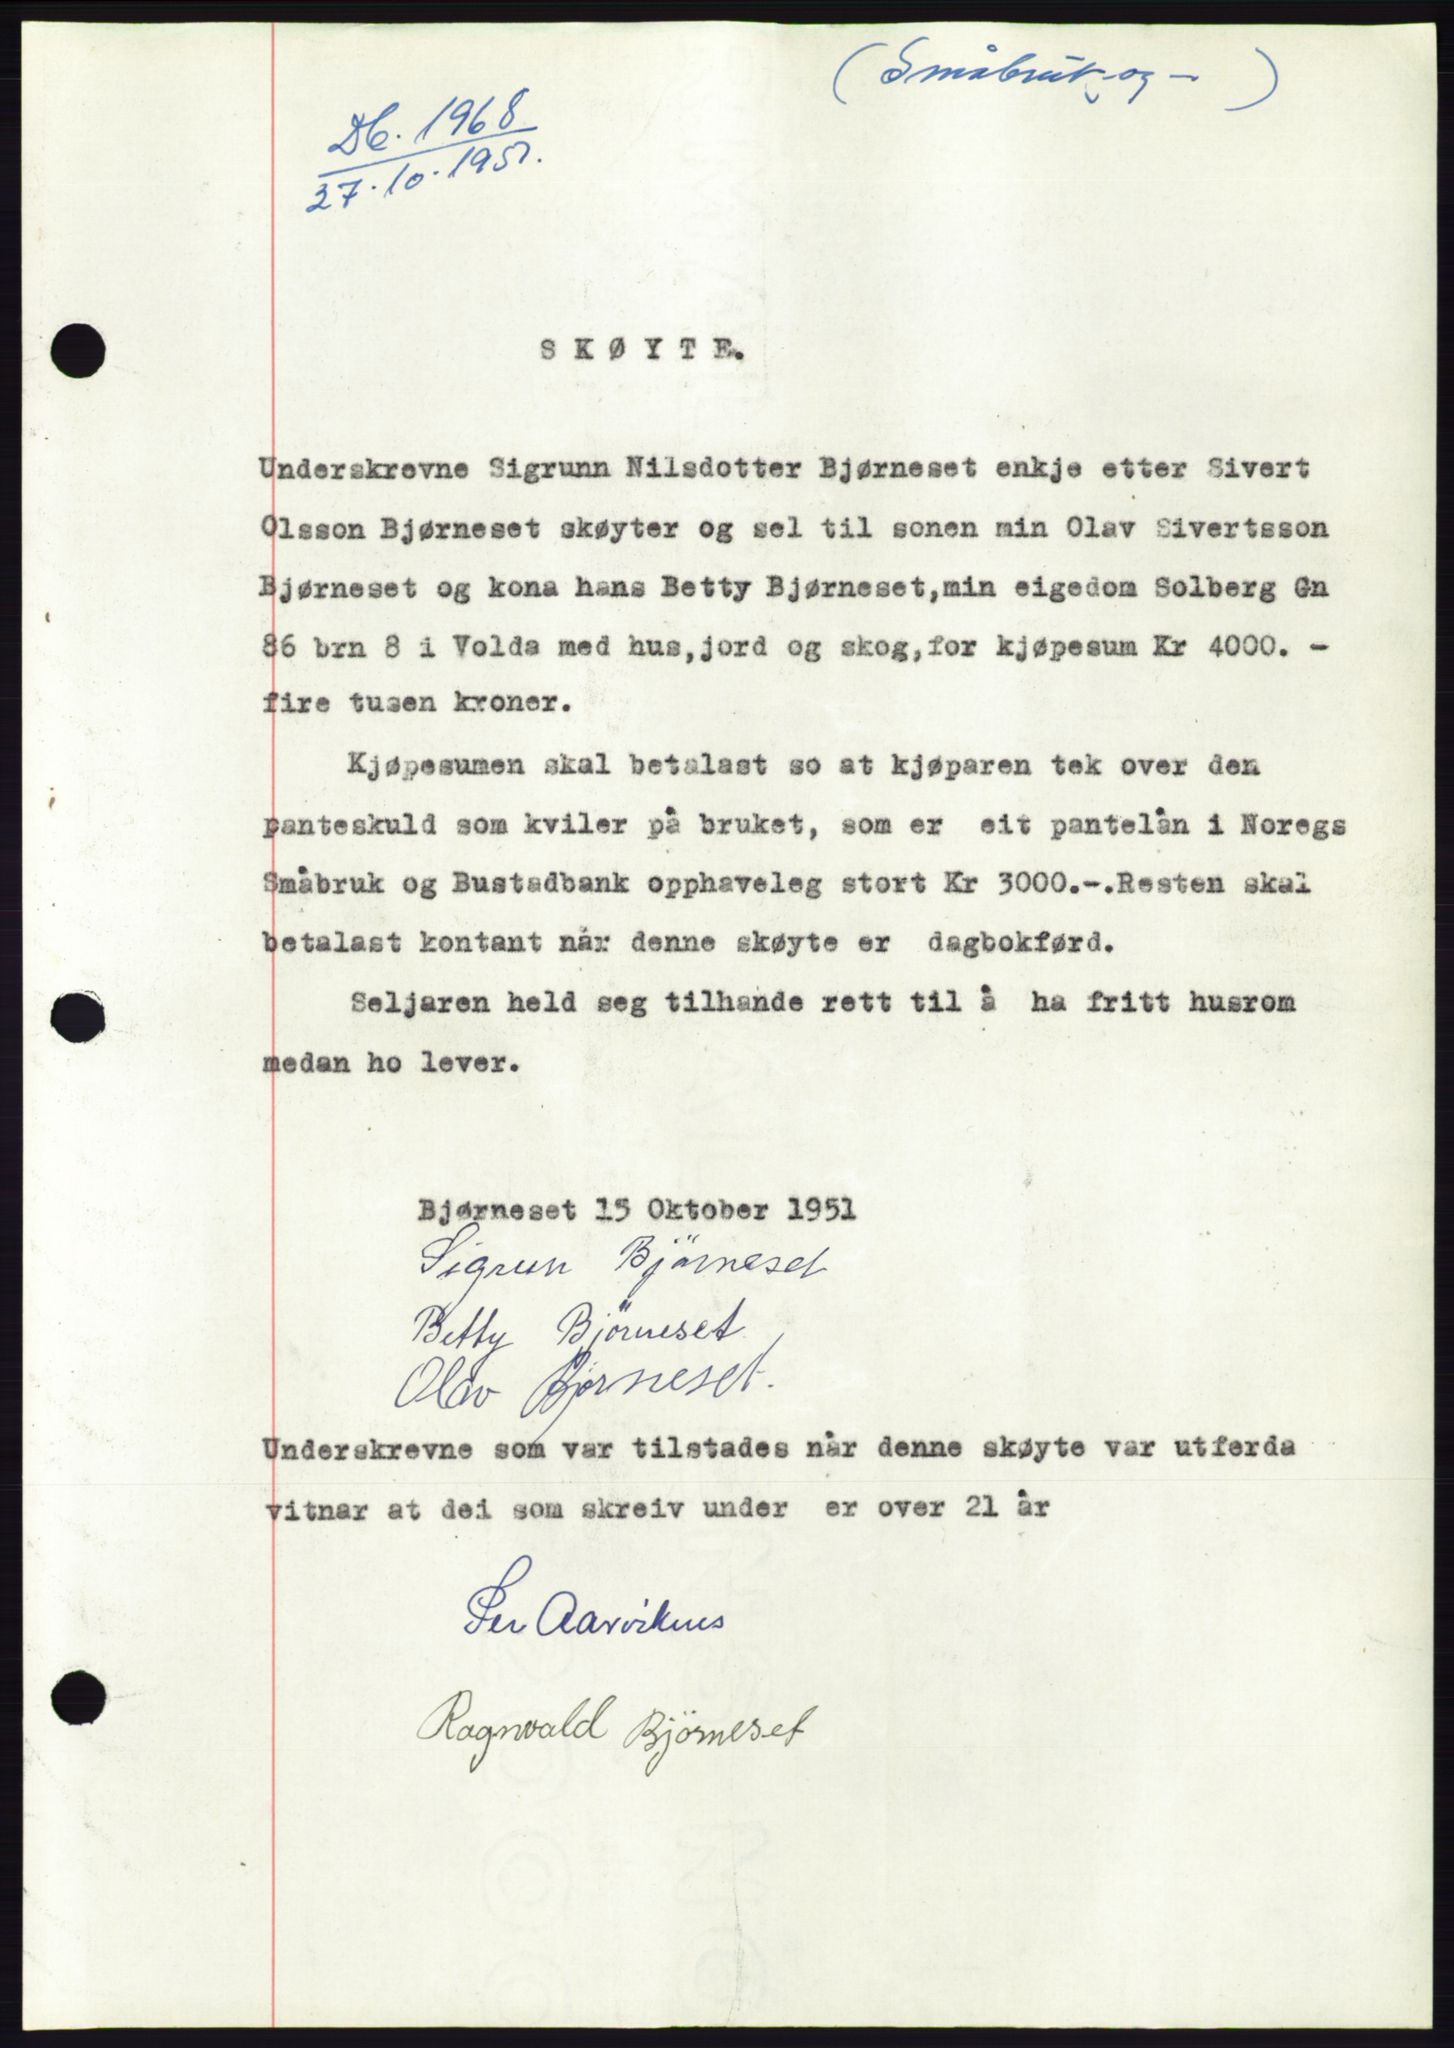 (Småbruk-og-)
Db. 1968
27.10.1951.
SKØYTE.
Underskrevne Sigrunn Nilsdotter Bjørneset enkje etter Sivert
Olsson Bjørneset skøyter og sel til sonen min Olav Sivertsson
Bjørneset og kona hans Betty Bjørneset,min eigedom Solberg Gn
86 brn 8 i Volda med hus,jord og skog,for kjøpesum Kr 4000. -
fire tusen kroner.
Kjøpesumen skal betalast so at kjøparen tek over den
panteskuld som kviler på bruket, som er eit pantelån i Noregs
Småbruk og Bustadbank opphaveleg stort Kr 3000.-.Resten skal
betalast kontant når denne skøyte er dagbokførd.
Seljaren held seg tilhande rett til å ha fritt husrom
medan ho lever.
Bjørneset 15 Oktober 1951
Sigrun Björneset
Betty Björneset
Olav Bjørneset.
Underskrevne som var tilstades når denne skøyte var utferda
vitnar at dei som skreiv under er over 21 år
Per Aarviknes
Ragnvald Björneset